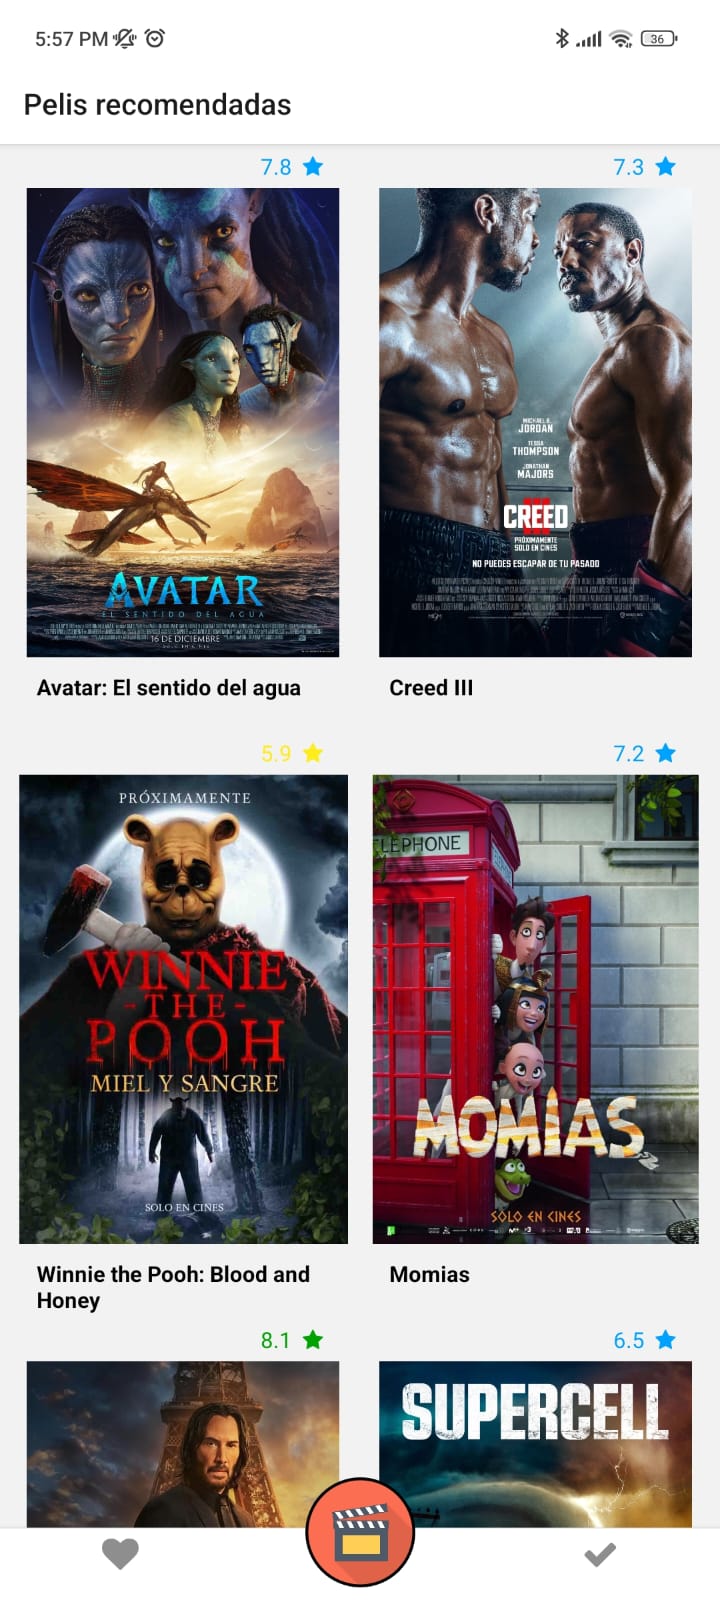 5:57 PM
36
Pelis recomendadas
7.8
7.3
AVATAR
EL SENTIDO DEL AGUA
16 DE DICIEMBRE
MICHAEL B.
JORDAN
TESSA
THOMPSON
JONATHAN
MAJORS
CREED
III
PRÓXIMAMENTE
SOLO EN CINES
NO PUEDES ESCAPAR DE TU PASADO
MGM
Avatar: El sentido del agua
Creed III
5.9
7.2
PRÓXIMAMENTE
WINNIE
-THE-
POOH
MIEL Y SANGRE
SOLO EN CINES
ELEPHONE
MOMIAS
SÓLO EN CINES
Winnie the Pooh: Blood and
Honey
Momias
8.1
6.5
SUPERCELL